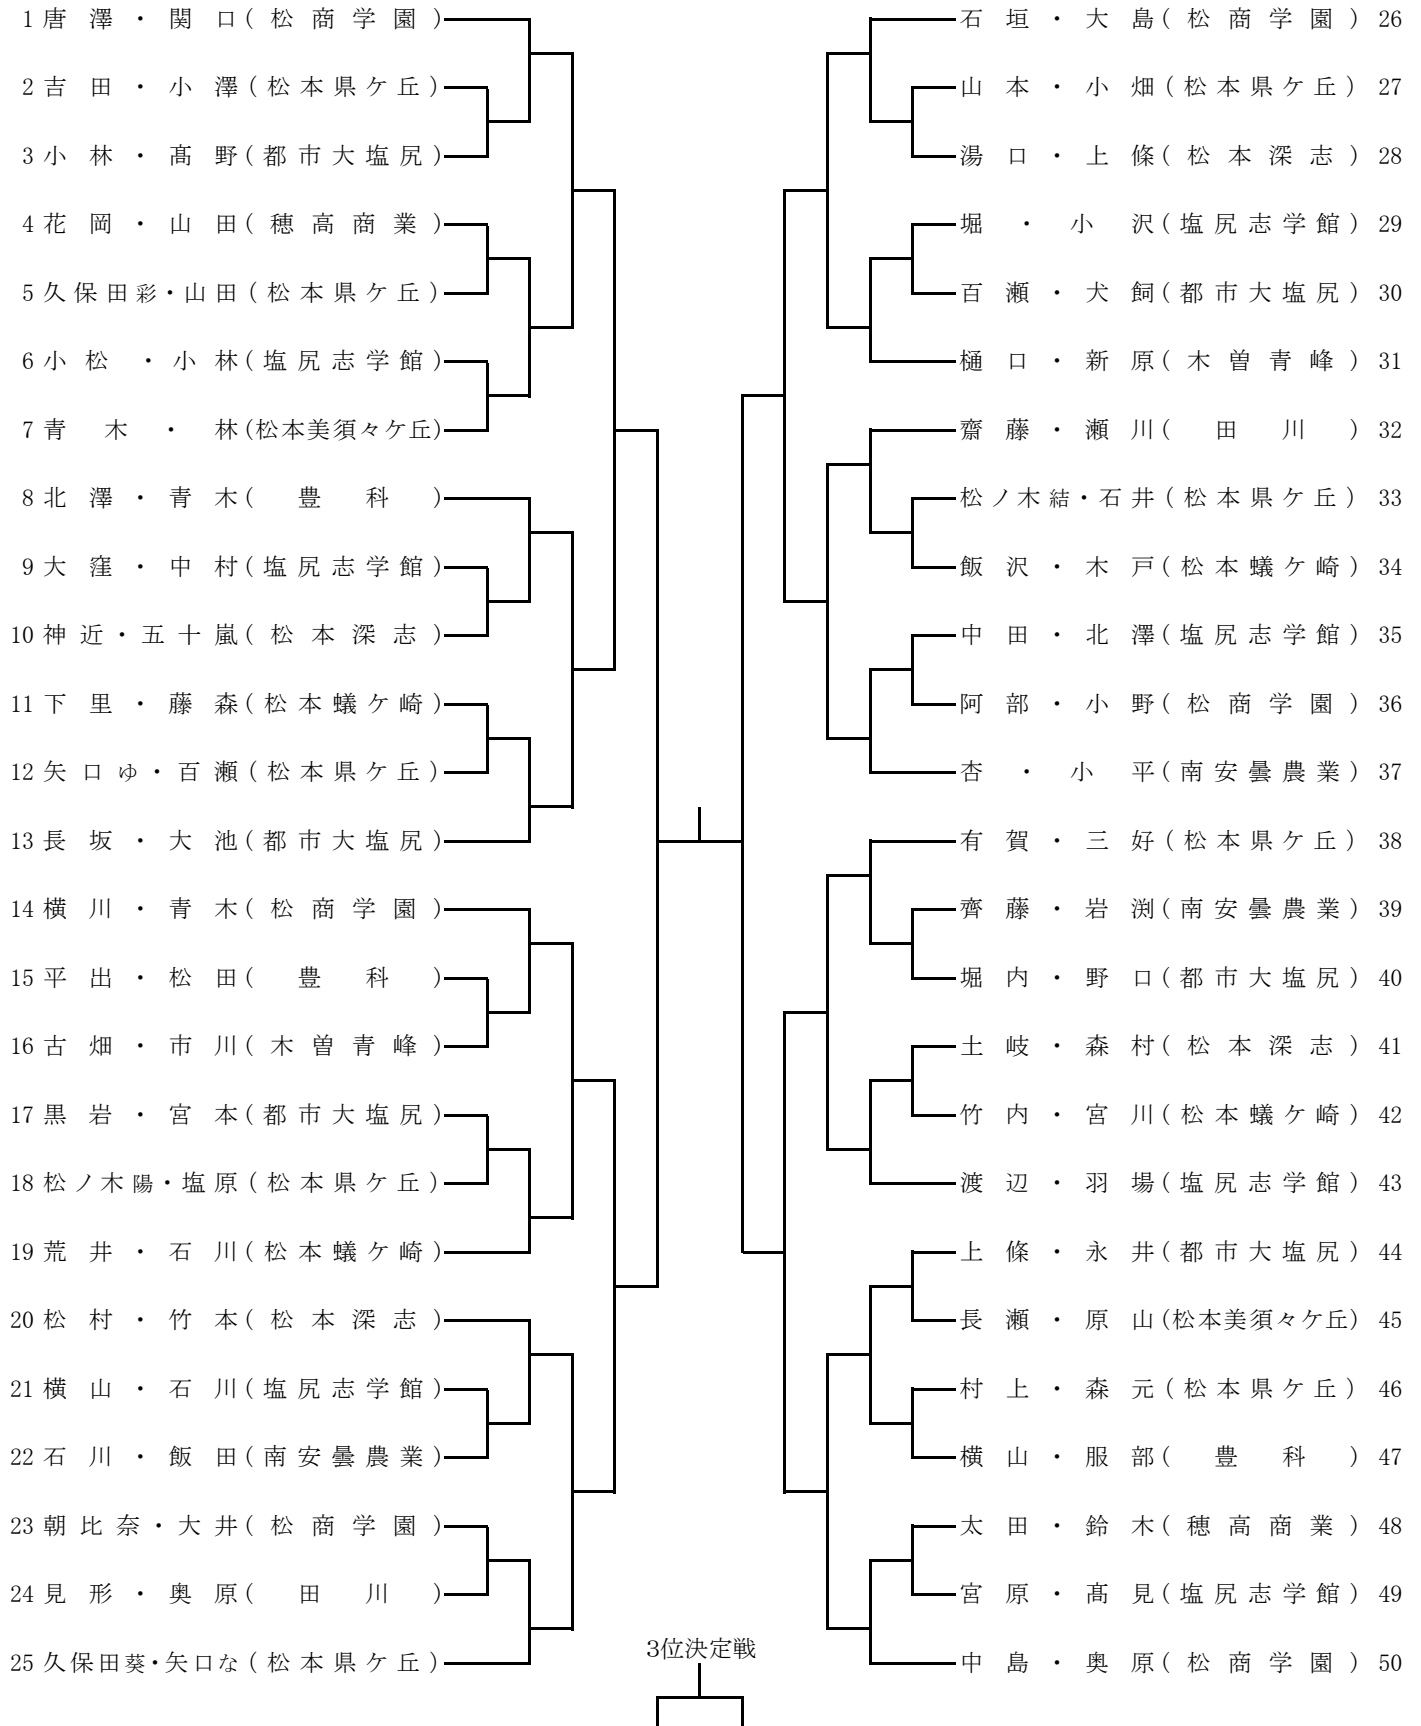 1 唐澤・関口(松商学園)
2 吉田・小澤(松本県ケ丘)
3 小林・髙野(都市大塩尻)
4 花岡・山田(穂高商業)
5 久保田彩・山田(松本県ケ丘)
6 小松・小林(塩尻志学館)
7 青木・林(松本美須々ケ丘)
8 北澤・青木(豊科)
9 大窪・中村(塩尻志学館)
10 神近・五十嵐(松本深志)
11 下里・藤森(松本蟻ケ崎)
12 矢口ゆ・百瀬(松本県ケ丘)
13 長坂・大池(都市大塩尻)
14 横川・青木(松商学園)
15 平出・松田(豊科)
16 古畑・市川(木曽青峰)
17 黒岩・宮本(都市大塩尻)
18 松ノ木陽・塩原(松本県ケ丘)
19 荒井・石川(松本蟻ケ崎)
20 松村・竹本(松本深志)
21 横山・石川(塩尻志学館)
22 石川・飯田(南安曇農業)
23 朝比奈・大井(松商学園)
24 見形・奥原(田川)
25 久保田葵・矢口な(松本県ケ丘)
石垣・大島(松商学園) 26
山本・小畑(松本県ケ丘) 27
湯口・上條(松本深志) 28
堀・小沢(塩尻志学館) 29
百瀬・犬飼(都市大塩尻) 30
樋口・新原(木曽青峰) 31
齋藤・瀬川(田川) 32
松ノ木結・石井(松本県ケ丘) 33
飯沢・木戸(松本蟻ケ崎) 34
中田・北澤(塩尻志学館) 35
阿部・小野(松商学園) 36
杏・小平(南安曇農業) 37
有賀・三好(松本県ケ丘) 38
齊藤・岩渕(南安曇農業) 39
堀内・野口(都市大塩尻) 40
土岐・森村(松本深志) 41
竹内・宮川(松本蟻ケ崎) 42
渡辺・羽場(塩尻志学館) 43
上條・永井(都市大塩尻) 44
長瀬・原山(松本美須々ケ丘) 45
村上・森元(松本県ケ丘) 46
横山・服部(豊科) 47
太田・鈴木(穂高商業) 48
宮原・髙見(塩尻志学館) 49
中島・奥原(松商学園) 50
3位決定戦